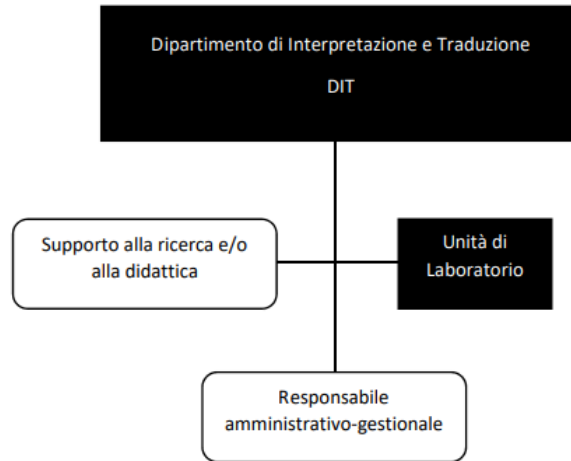 Dipartimento di Interpretazione e Traduzione
DIT
Supporto alla ricerca e/o
alla didattica
Unità di
Laboratorio
Responsabile
amministrativo-gestionale